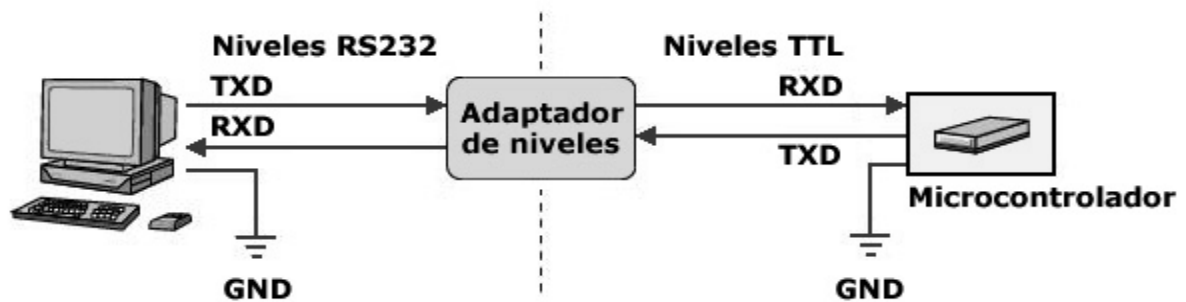 Niveles RS232
TXD
RXD
GND
Adaptador
de niveles
Niveles TTL
RXD
TXD
Microcontrolador
GND